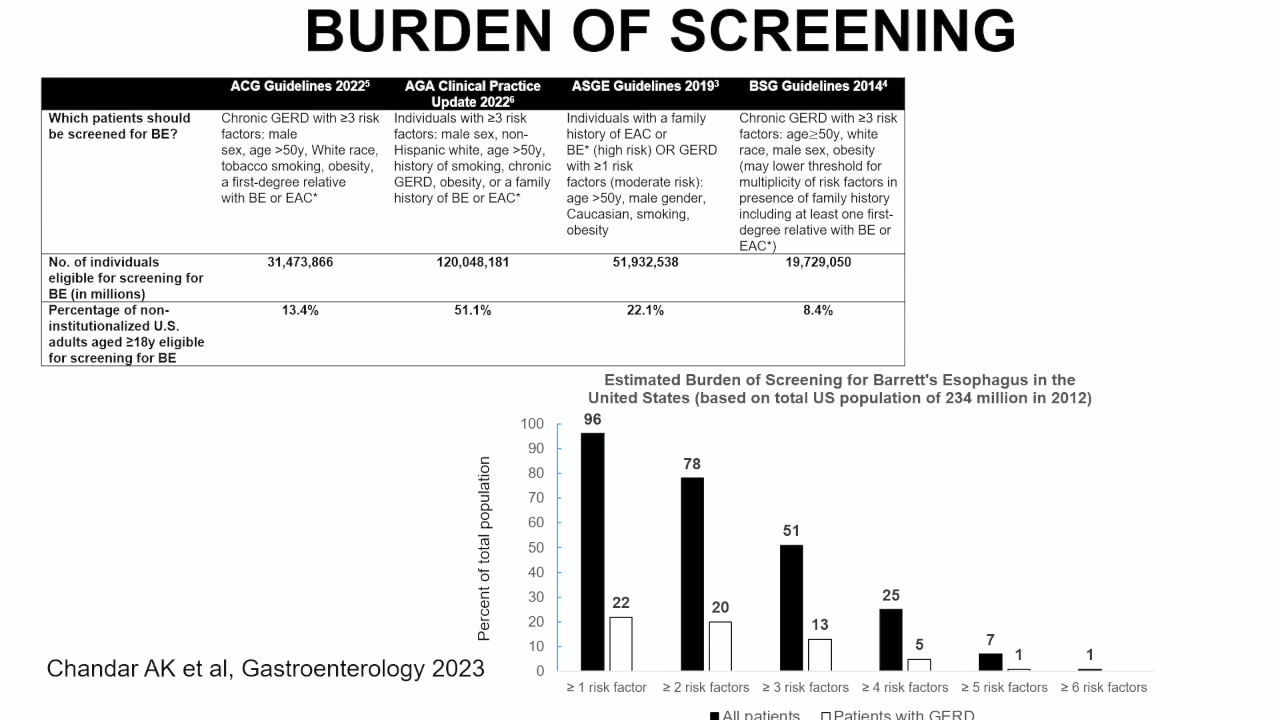 BURDEN OF SCREENING
ACG Guidelines 2022⁵
AGA Clinical Practice
Update 2022⁶
ASGE Guidelines 2019³
BSG Guidelines 2014⁴
Which patients should
be screened for BE?
Chronic GERD with ≥3 risk
factors: male
sex, age >50y, White race,
tobacco smoking, obesity,
a first-degree relative
with BE or EAC*
Individuals with ≥3 risk
factors: male sex, non-
Hispanic white, age >50y,
history of smoking, chronic
GERD, obesity, or a family
history of BE or EAC*
Individuals with a family
history of EAC or
BE* (high risk) OR GERD
with ≥1 risk
factors (moderate risk):
age >50y, male gender,
Caucasian, smoking,
obesity
Chronic GERD with ≥3 risk
factors: age≥50y, white
race, male sex, obesity
(may lower threshold for
multiplicity of risk factors in
presence of family history
including at least one first-
degree relative with BE or
EAC*)
No. of individuals
eligible for screening for
BE (in millions)
31,473,866
120,048,181
51,932,538
19,729,050
Percentage of non-
institutionalized U.S.
adults aged ≥18y eligible
for screening for BE
13.4%
51.1%
22.1%
8.4%
Estimated Burden of Screening for Barrett's Esophagus in the
United States (based on total US population of 234 million in 2012)
Percent of total population
100
90
80
70
60
50
40
30
20
10
0
96
22
78
20
51
13
25
5
7
1
1
≥ 1 risk factor
≥ 2 risk factors
≥ 3 risk factors
≥ 4 risk factors
≥ 5 risk factors
≥ 6 risk factors
All patients
Patients with GERD
Chandar AK et al, Gastroenterology 2023